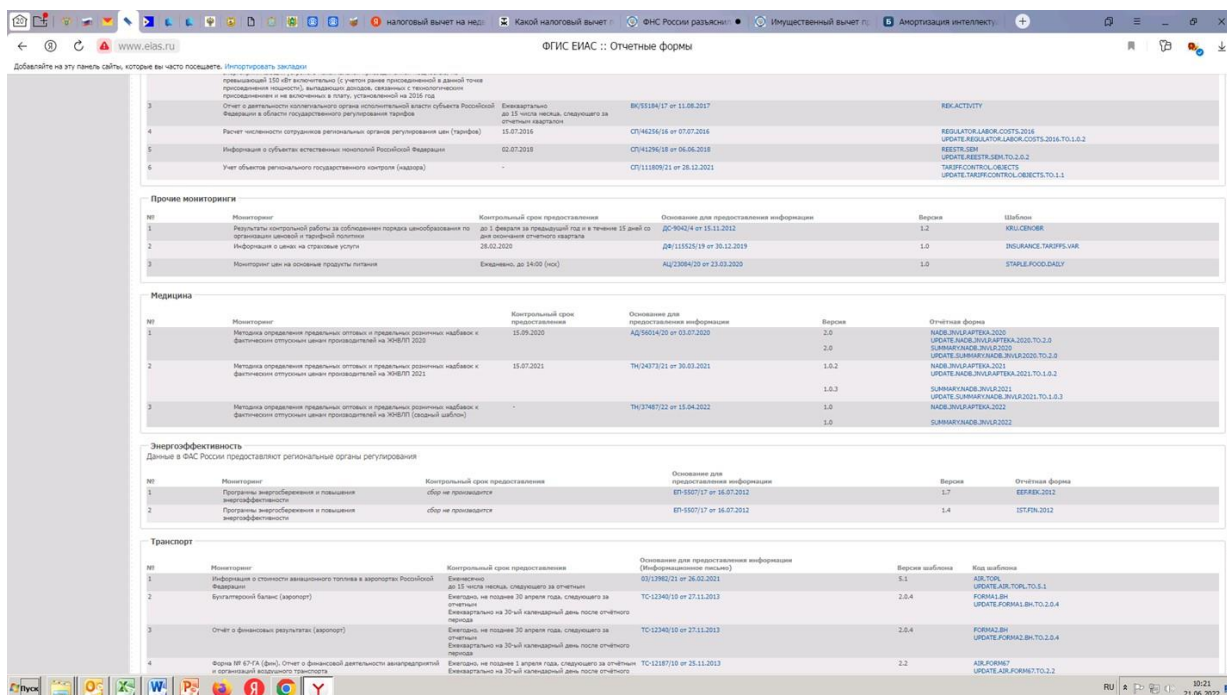 20
налоговый вычет на недв
Какой налоговый вычет п
ФНС России разъяснил
Имущественный вычет пр
Амортизация интеллекту
www.eias.ru
ФГИС ЕИАС :: Отчетные формы
Добавляйте на эту панель сайты, которые вы часто посещаете. Импортировать закладки
превышающей 150 кВт включительно (с учетом ранее присоединенной в данной точке
присоединения мощности), выпадающих доходов, связанных с технологическим
присоединением и не включенных в плату, установленной на 2016 год
3 Отчет о деятельности коллегиального органа исполнительной власти субъекта Российской Ежеквартально ВК/55184/17 от 11.08.2017 REK.ACTIVITY
Федерации в области государственного регулирования тарифов до 15 числа месяца, следующего за
отчетным кварталом
4 Расчет численности сотрудников региональных органов регулирования цен (тарифов) 15.07.2016 СП/46256/16 от 07.07.2016 REGULATOR.LABOR.COSTS.2016
UPDATE.REGULATOR.LABOR.COSTS.2016.TO.1.0.2
5 Информация о субъектах естественных монополий Российской Федерации 02.07.2018 СП/41296/18 от 06.06.2018 REESTR.SEM
UPDATE.REESTR.SEM.TO.2.0.2
6 Учет объектов регионального государственного контроля (надзора) - СП/111809/21 от 28.12.2021 TARIFF.CONTROL.OBJECTS
UPDATE.TARIFF.CONTROL.OBJECTS.TO.1.1
Прочие мониторинги
№ Мониторинг Контрольный срок предоставления Основание для предоставления информации Версия Шаблон
1 Результаты контрольной работы за соблюдением порядка ценообразования по до 1 февраля за предыдущий год и в течение 15 дней со ДС-9042/4 от 15.11.2012 1.2 KRU.CENOBR
организации ценовой и тарифной политики дня окончания отчетного квартала
2 Информация о ценах на страховые услуги 28.02.2020 ДФ/115525/19 от 30.12.2019 1.0 INSURANCE.TARIFFS.VAR
3 Мониторинг цен на основные продукты питания Ежедневно, до 14:00 (мск) АЦ/23084/20 от 23.03.2020 1.0 STAPLE.FOOD.DAILY
Медицина
Контрольный срок Основание для
№ Мониторинг предоставления предоставления информации Версия Отчётная форма
1 Методика определения предельных оптовых и предельных розничных надбавок к 15.09.2020 АД/56014/20 от 03.07.2020 2.0 NADB.JNVLP.APTEKA.2020
фактическим отпускным ценам производителей на ЖНВЛП 2020 UPDATE.NADB.JNVLP.APTEKA.2020.TO.2.0
2.0 SUMMARY.NADB.JNVLP.2020
UPDATE.SUMMARY.NADB.JNVLP.2020.TO.2.0
2 Методика определения предельных оптовых и предельных розничных надбавок к 15.07.2021 ТН/24373/21 от 30.03.2021 1.0.2 NADB.JNVLP.APTEKA.2021
фактическим отпускным ценам производителей на ЖНВЛП 2021 UPDATE.NADB.JNVLP.APTEKA.2021.TO.1.0.2
1.0.3 SUMMARY.NADB.JNVLP.2021
UPDATE.SUMMARY.NADB.JNVLP.2021.TO.1.0.3
3 Методика определения предельных оптовых и предельных розничных надбавок к - ТН/37487/22 от 15.04.2022 1.0 NADB.JNVLP.APTEKA.2022
фактическим отпускным ценам производителей на ЖНВЛП (сводный шаблон) 1.0 SUMMARY.NADB.JNVLP.2022
Энергоэффективность
Данные в ФАС России предоставляют региональные органы регулирования
Основание для
№ Мониторинг Контрольный срок предоставления предоставления информации Версия Отчётная форма
1 Программы энергосбережения и повышения сбор не производится ЕП-5507/17 от 16.07.2012 1.7 EEF.REK.2012
энергоэффективности
2 Программы энергосбережения и повышения сбор не производится ЕП-5507/17 от 16.07.2012 1.4 IST.FIN.2012
энергоэффективности
Транспорт
Основание для предоставления информации
№ Мониторинг Контрольный срок предоставления (Информационное письмо) Версия шаблона Код шаблона
1 Информация о стоимости авиационного топлива в аэропортах Российской Ежемесячно 03/13982/21 от 26.02.2021 5.1 AIR.TOPL
Федерации до 15 числа месяца, следующего за отчетным UPDATE.AIR.TOPL.TO.5.1
2 Бухгалтерский баланс (аэропорт) Ежегодно, не позднее 30 апреля года, следующего за ТС-12340/10 от 27.11.2013 2.0.4 FORMA1.BH
отчетным UPDATE.FORMA1.BH.TO.2.0.4
Ежеквартально на 30-ый календарный день после отчётного
периода
3 Отчёт о финансовых результатах (аэропорт) Ежегодно, не позднее 30 апреля года, следующего за ТС-12340/10 от 27.11.2013 2.0.4 FORMA2.BH
отчетным UPDATE.FORMA2.BH.TO.2.0.4
Ежеквартально на 30-ый календарный день после отчётного
периода
4 Форма № 67-ГА (фин). Отчет о финансовой деятельности авиапредприятий Ежегодно, не позднее 1 апреля года, следующего за отчётным ТС-12187/10 от 25.11.2013 2.2 AIR.FORM67
и организаций воздушного транспорта Ежеквартально на 30-ый календарный день после отчётного UPDATE.AIR.FORM67.TO.2.2
Пуск
RU
10:21
21.06.2022